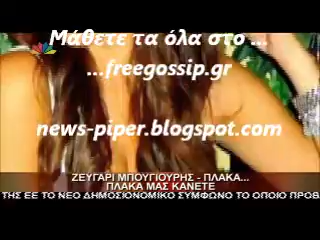 Μάθετε τα όλα στο ...
...freegossip.gr
news-piper.blogspot.com
ΖΕΥΓΑΡΙ ΜΠΟΥΓΙΟΥΡΗΣ - ΠΛΑΚΑ...
ΠΛΑΚΑ ΜΑΣ ΚΑΝΕΤΕ
ΤΗΣ ΕΕ ΤΟ ΝΕΟ ΔΗΜΟΣΙΟΝΟΜΙΚΟ ΣΥΜΦΩΝΟ ΤΟ ΟΠΟΙΟ ΠΡΟΒ